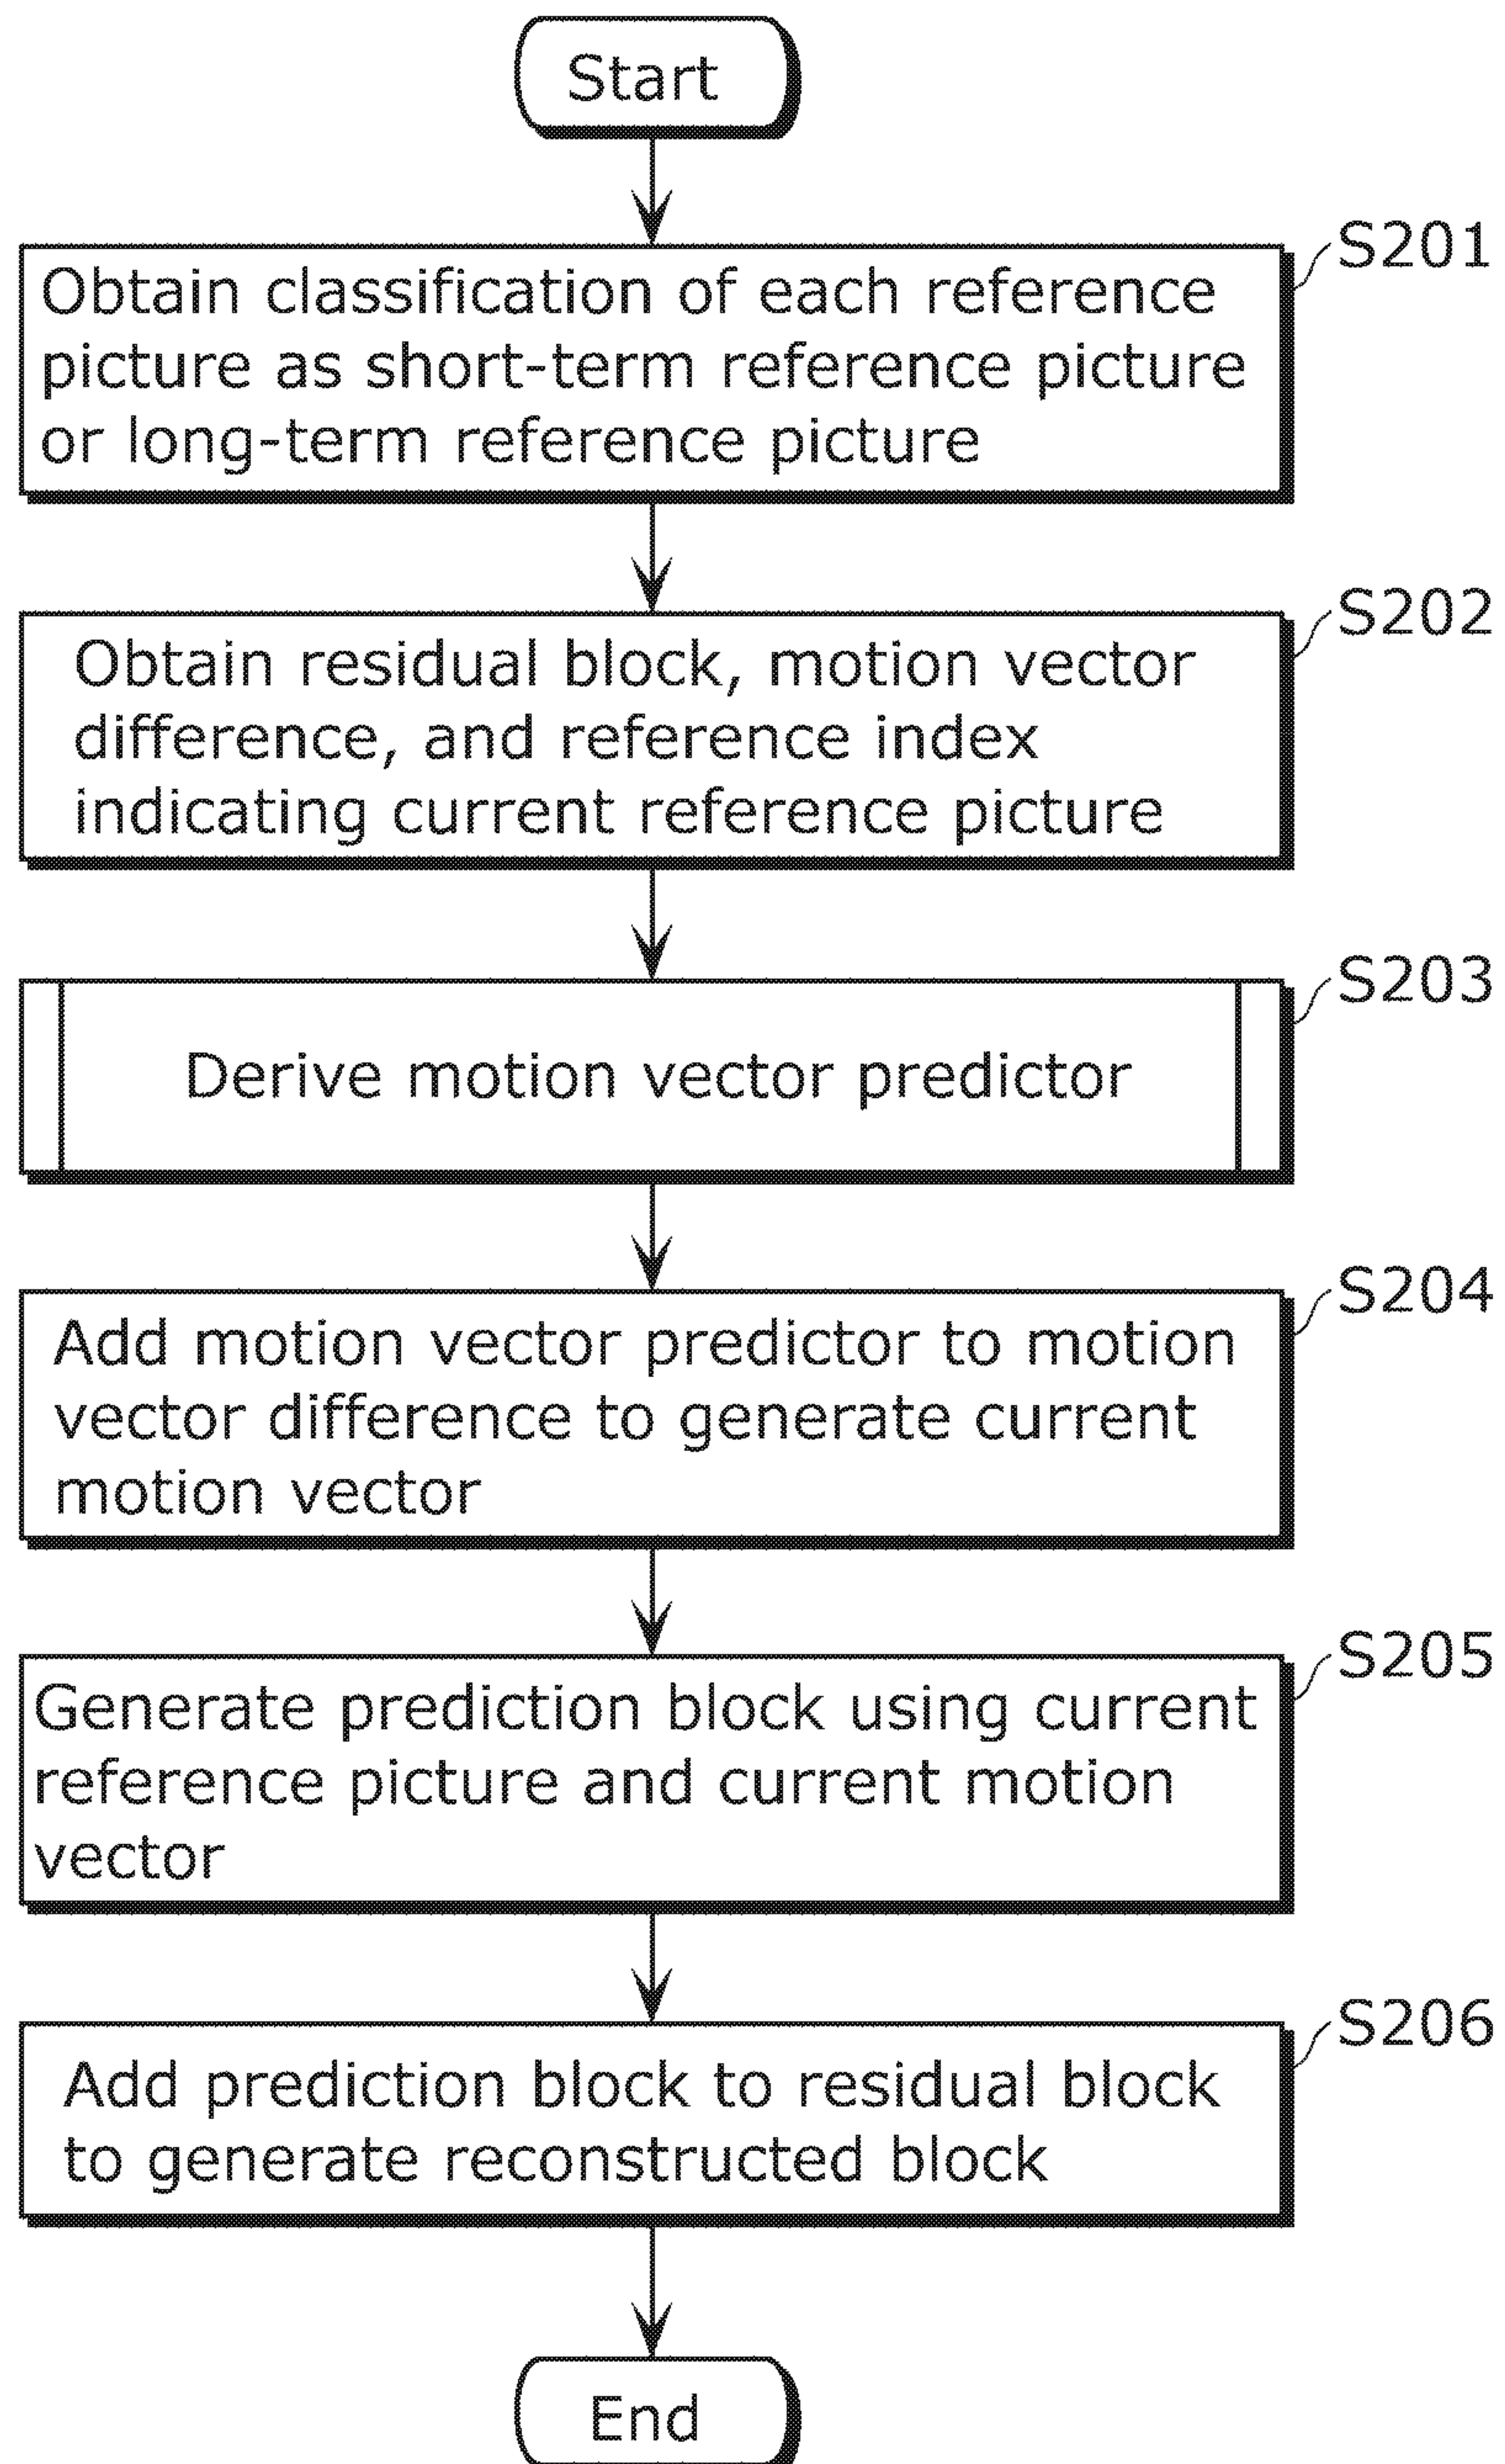 Start
S201
Obtain classification of each reference
picture as short-term reference picture
or long-term reference picture
S202
Obtain residual block, motion vector
difference, and reference index
indicating current reference picture
S203
Derive motion vector predictor
S204
Add motion vector predictor to motion
vector difference to generate current
motion vector
S205
Generate prediction block using current
reference picture and current motion
vector
S206
Add prediction block to residual block
to generate reconstructed block
End